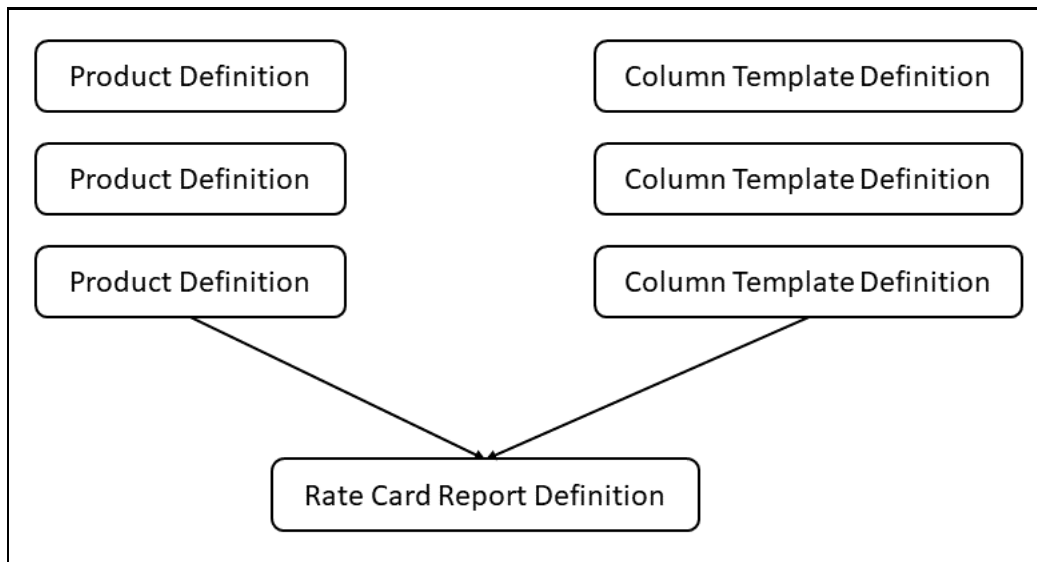 Product Definition
Column Template Definition
Product Definition
Column Template Definition
Product Definition
Column Template Definition
Rate Card Report Definition